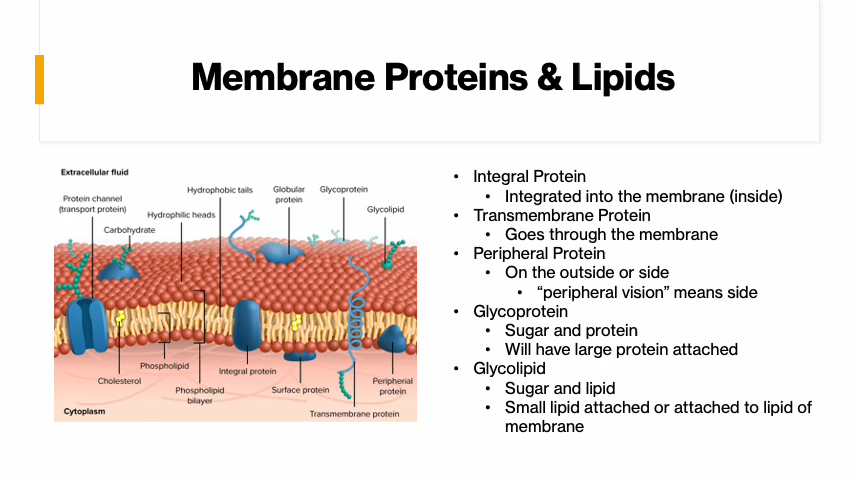 Membrane Proteins & Lipids
Extracellular fluid
Protein channel
(transport protein)
Carbohydrate
Hydrophilic heads
Hydrophobic tails
Globular
protein
Glycoprotein
Glycolipid
Cholesterol
Phospholipid
Phospholipid
bilayer
Integral protein
Surface protein
Transmembrane protein
Peripherial
protein
Cytoplasm
• Integral Protein
• Integrated into the membrane (inside)
• Transmembrane Protein
• Goes through the membrane
• Peripheral Protein
• On the outside or side
• “peripheral vision” means side
• Glycoprotein
• Sugar and protein
• Will have large protein attached
• Glycolipid
• Sugar and lipid
• Small lipid attached or attached to lipid of
membrane